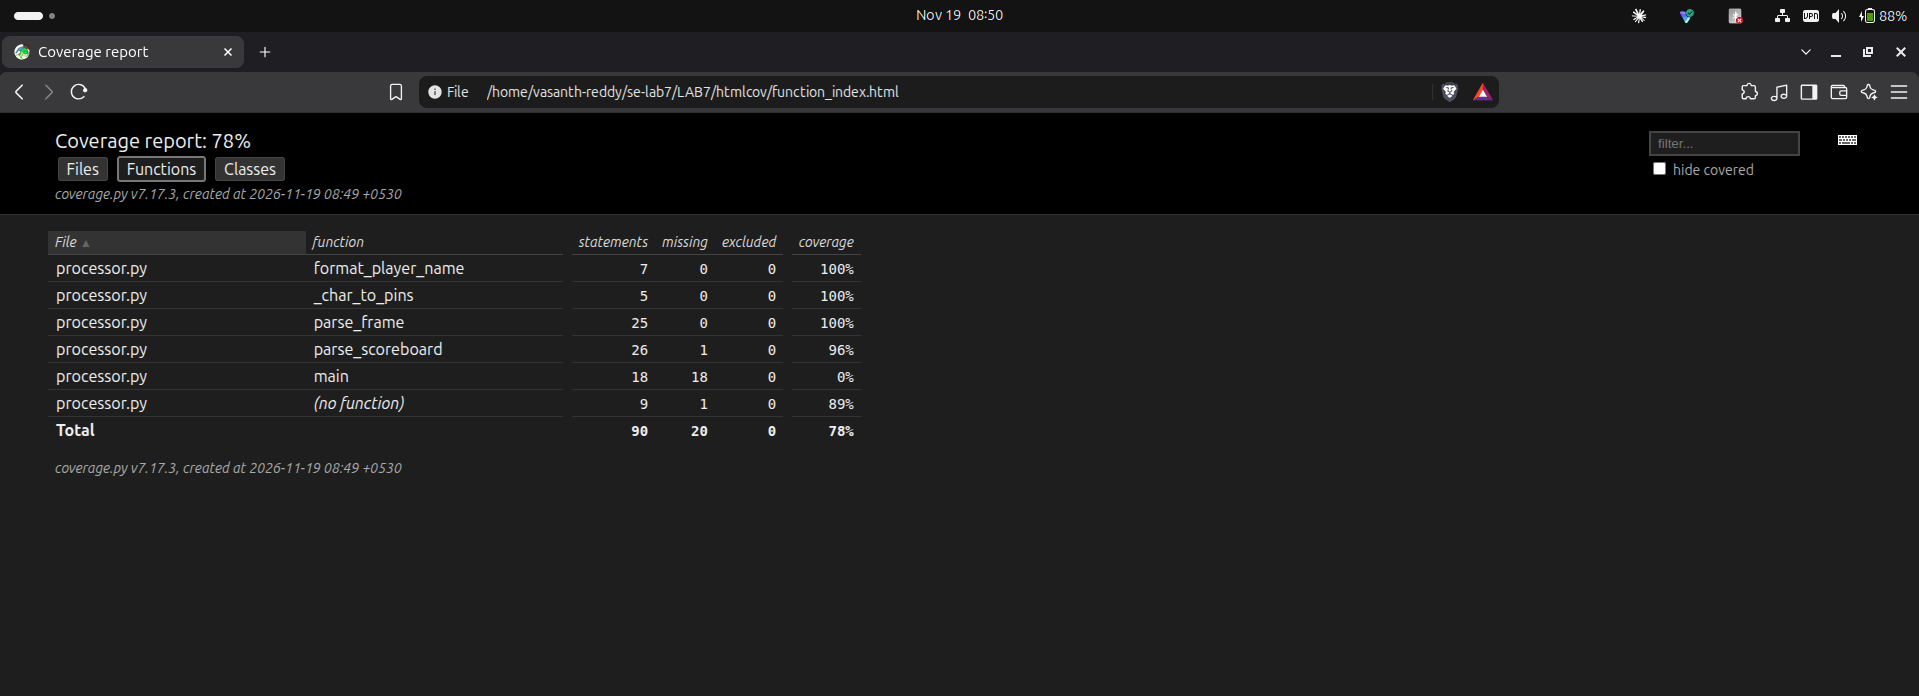 Nov 19 08:50
88%
Coverage report
File /home/vasanth-reddy/se-lab7/LAB7/htmlcov/function_index.html
Coverage report: 78%
filter...
Files Functions Classes
hide covered
coverage.py v7.17.3, created at 2026-11-19 08:49 +0530
File function statements missing excluded coverage
processor.py format_player_name 7 0 0 100%
processor.py _char_to_pins 5 0 0 100%
processor.py parse_frame 25 0 0 100%
processor.py parse_scoreboard 26 1 0 96%
processor.py main 18 18 0 0%
processor.py (no function) 9 1 0 89%
Total 90 20 0 78%
coverage.py v7.17.3, created at 2026-11-19 08:49 +0530